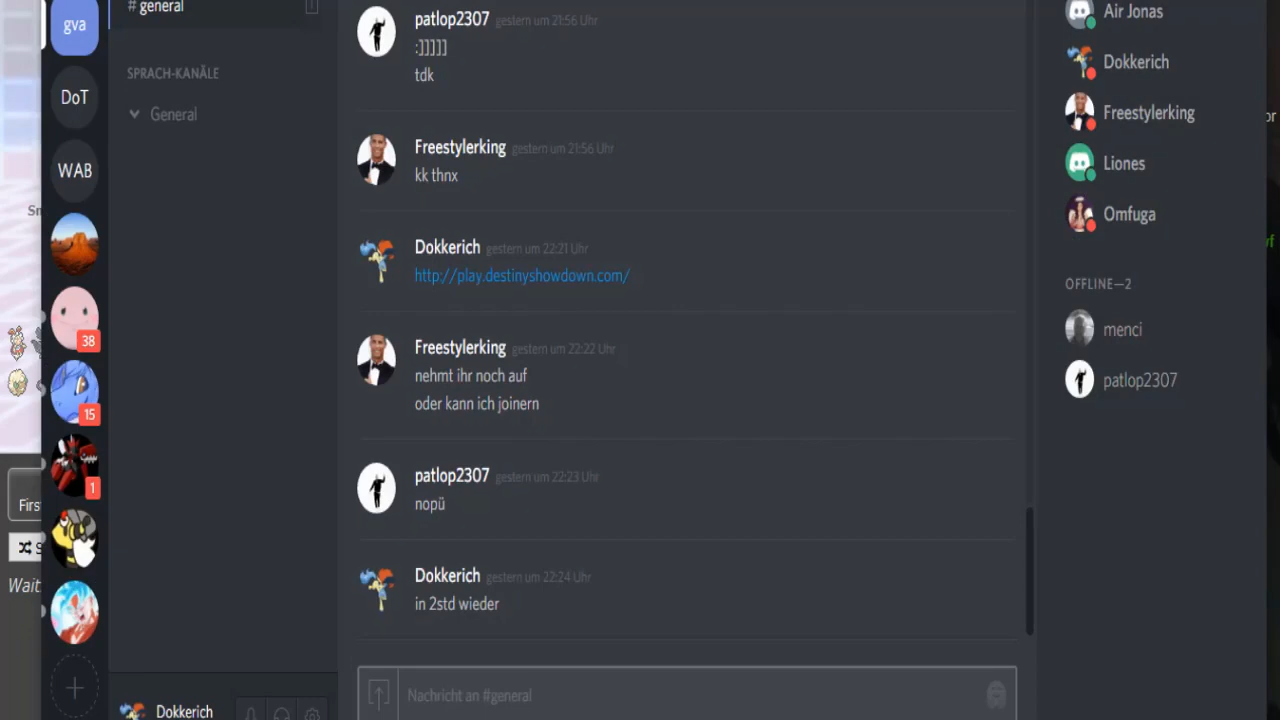 gva
DoT
WAB
38
15
1
# general
SPRACH-KANÄLE
General
patlop2307 gestern um 21:56 Uhr
:]]]]]
tdk
Freestylerking gestern um 21:56 Uhr
kk thnx
Dokkerich gestern um 22:21 Uhr
http://play.destinyshowdown.com/
Freestylerking gestern um 22:22 Uhr
nehmt ihr noch auf
oder kann ich joinern
patlop2307 gestern um 22:23 Uhr
nopü
Dokkerich gestern um 22:24 Uhr
in 2std wieder
Nachricht an #general
Dokkerich
Air Jonas
Dokkerich
Freestylerking
Liones
Omfuga
OFFLINE—2
menci
patlop2307